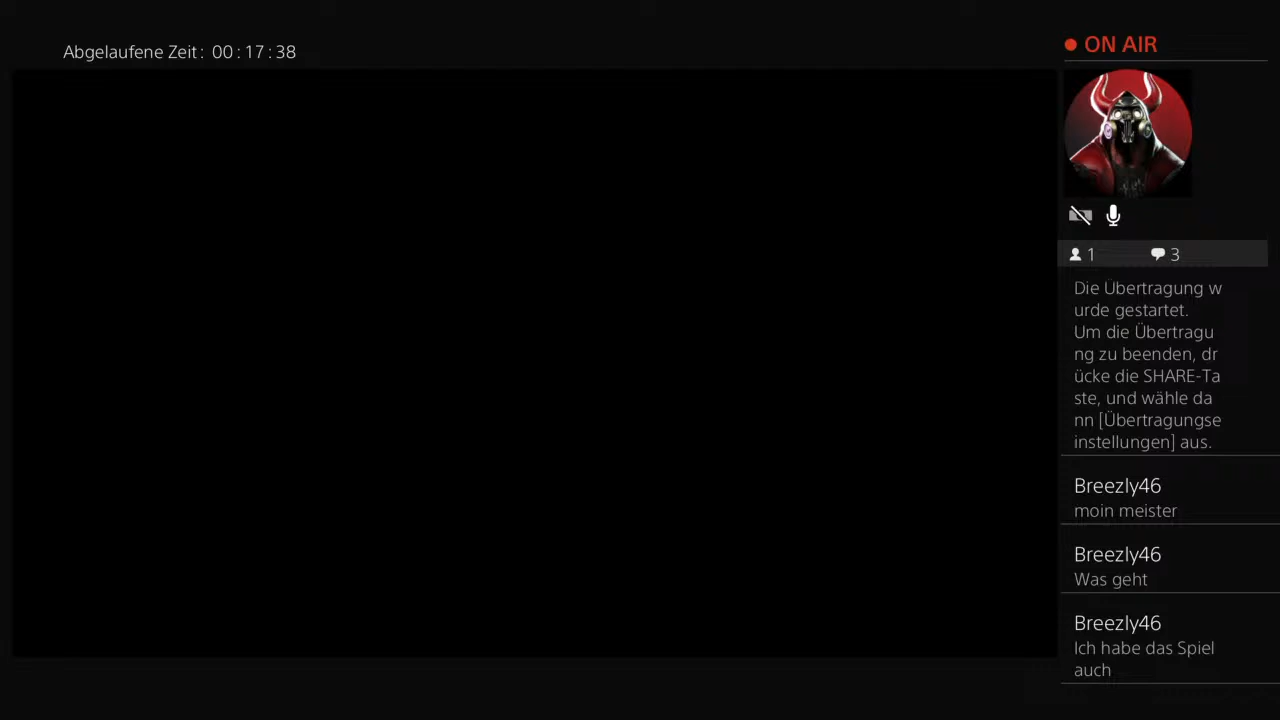 Abgelaufene Zeit: 00:17:38
ON AIR
1 3
Die Übertragung w
urde gestartet.
Um die Übertragu
ng zu beenden, dr
ücke die SHARE-Ta
ste, und wähle da
nn [Übertragungse
instellungen] aus.
Breezly46
moin meister
Breezly46
Was geht
Breezly46
Ich habe das Spiel
auch